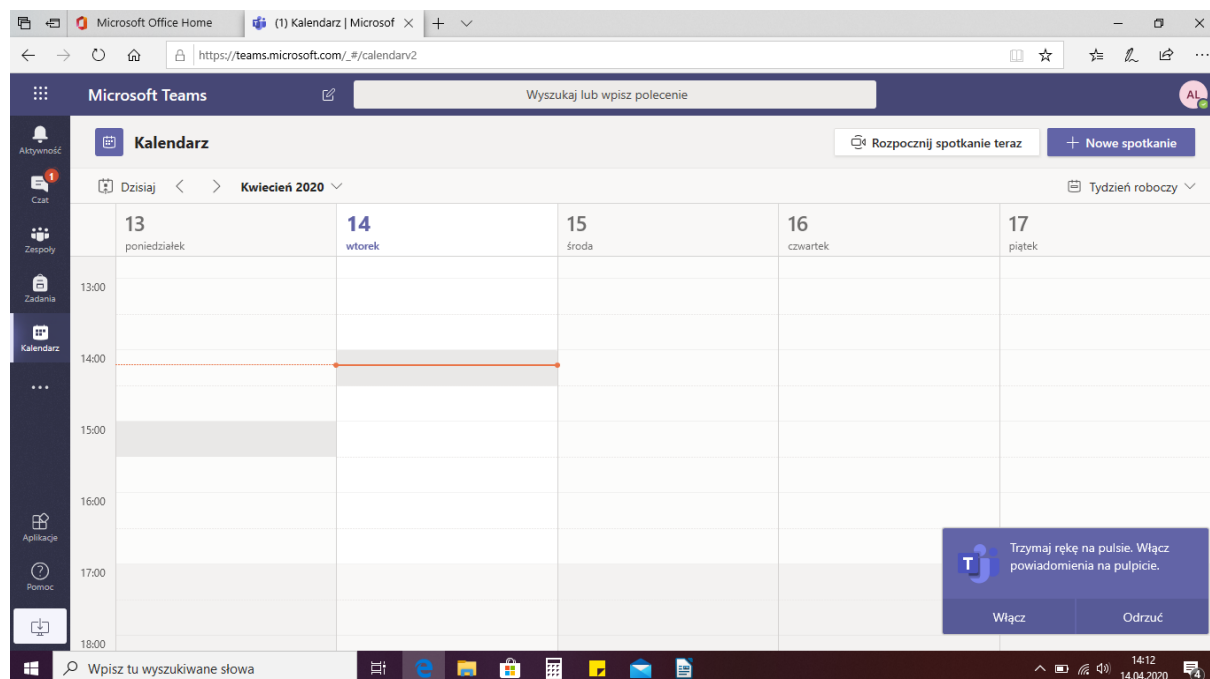 Microsoft Office Home
(1) Kalendarz | Microsof
https://teams.microsoft.com/_#/calendarv2
Microsoft Teams
Wyszukaj lub wpisz polecenie
AL
Aktywność
Kalendarz
Rozpocznij spotkanie teraz
+ Nowe spotkanie
1
Czat
Dzisiaj
Kwiecień 2020
Tydzień roboczy
13
14
15
16
17
poniedziałek
wtorek
środa
czwartek
piątek
Zespoły
Zadania
Kalendarz
13:00
14:00
15:00
16:00
17:00
18:00
Aplikacje
Pomoc
T
Trzymaj rękę na pulsie. Włącz
powiadomienia na pulpicie.
Włącz
Odrzuć
Wpisz tu wyszukiwane słowa
14:12
14.04.2020
4